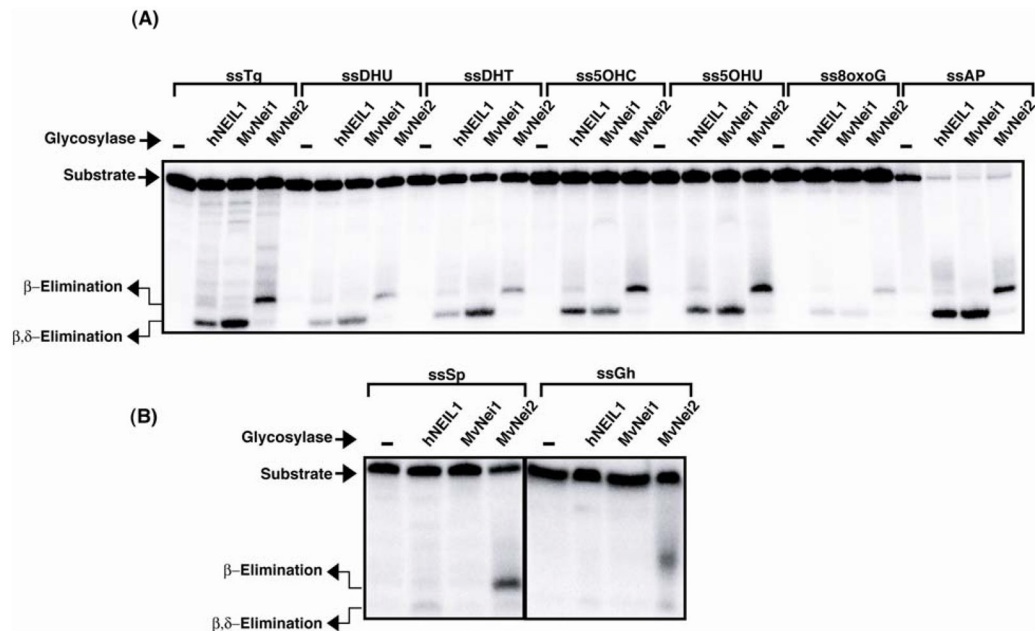 (A)
ssTg ssDHU ssDHT ss5OHC ss5OHU ss8oxoG ssAP
Glycosylase – hNEIL1 MvNei1 MvNei2 – hNEIL1 MvNei1 MvNei2 – hNEIL1 MvNei1 MvNei2 – hNEIL1 MvNei1 MvNei2 – hNEIL1 MvNei1 MvNei2 – hNEIL1 MvNei1 MvNei2 – hNEIL1 MvNei1 MvNei2
Substrate
β–Elimination
β,δ–Elimination
(B)
ssSp ssGh
Glycosylase – hNEIL1 MvNei1 MvNei2 – hNEIL1 MvNei1 MvNei2
Substrate
β–Elimination
β,δ–Elimination